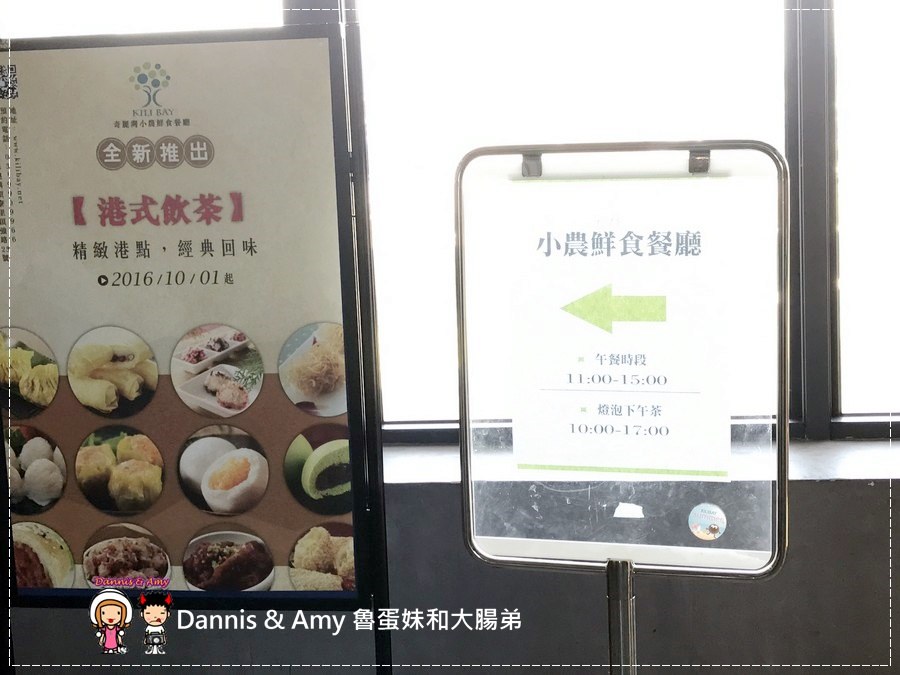 KILI BAY
奇麗灣小農鮮食餐廳
全新推出
【港式飲茶】
精緻港點，經典回味
2016/10/01起
www.kilibay.net
小農鮮食餐廳
午餐時段
11:00-15:00
燈泡下午茶
10:00-17:00
Dannis & Amy
Dannis & Amy 魯蛋妹和大腸弟